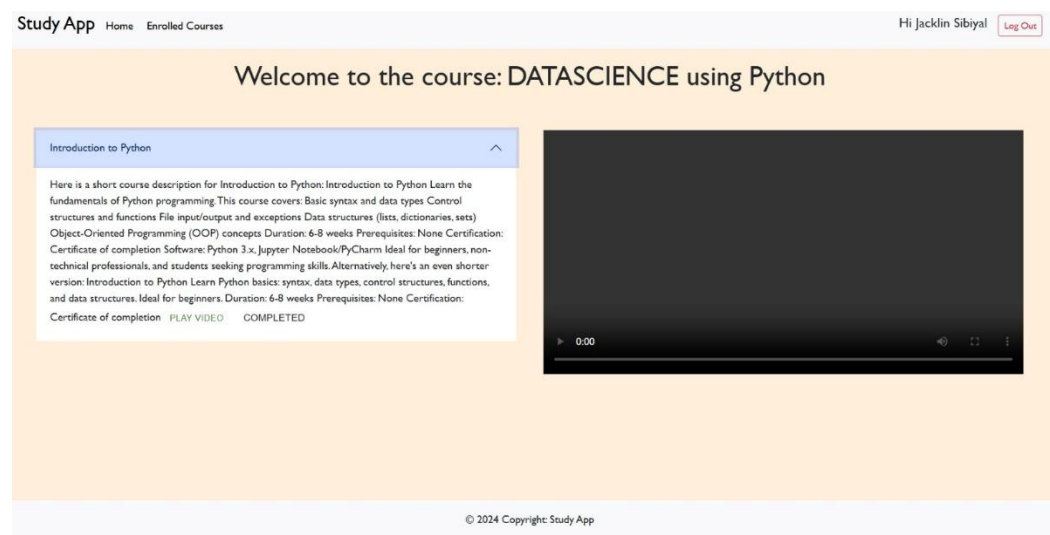 Study App Home Enrolled Courses Hi Jacklin Sibiyal Log Out
Welcome to the course: DATASCIENCE using Python
Introduction to Python
Here is a short course description for Introduction to Python: Introduction to Python Learn the
fundamentals of Python programming. This course covers: Basic syntax and data types Control
structures and functions File input/output and exceptions Data structures (lists, dictionaries, sets)
Object-Oriented Programming (OOP) concepts Duration: 6-8 weeks Prerequisites: None Certification:
Certificate of completion Software: Python 3.x, Jupyter Notebook/PyCharm Ideal for beginners, non-
technical professionals, and students seeking programming skills. Alternatively, here's an even shorter
version: Introduction to Python Learn Python basics: syntax, data types, control structures, functions,
and data structures. Ideal for beginners. Duration: 6-8 weeks Prerequisites: None Certification:
Certificate of completion PLAY VIDEO COMPLETED
0:00
© 2024 Copyright: Study App